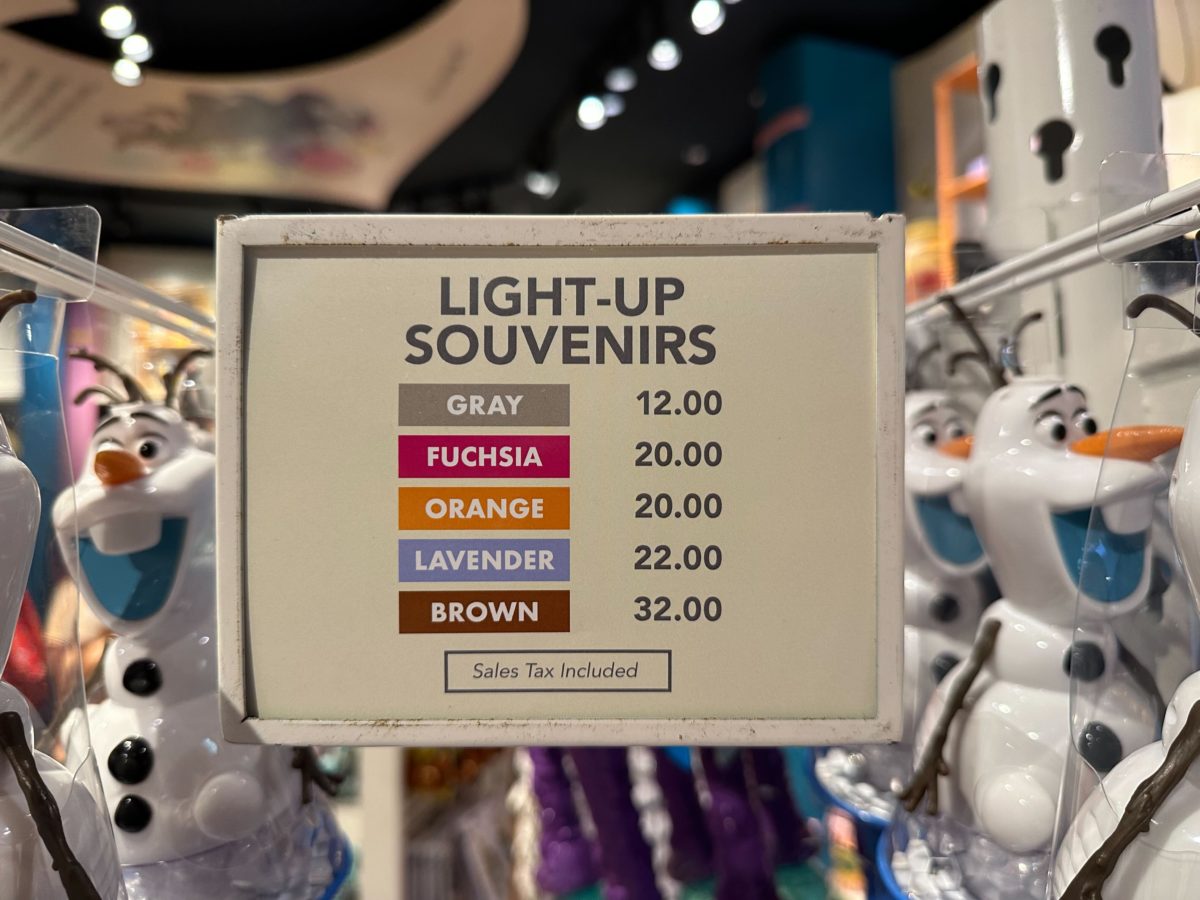 LIGHT-UP
SOUVENIRS
GRAY 12.00
FUCHSIA 20.00
ORANGE 20.00
LAVENDER 22.00
BROWN 32.00
Sales Tax Included